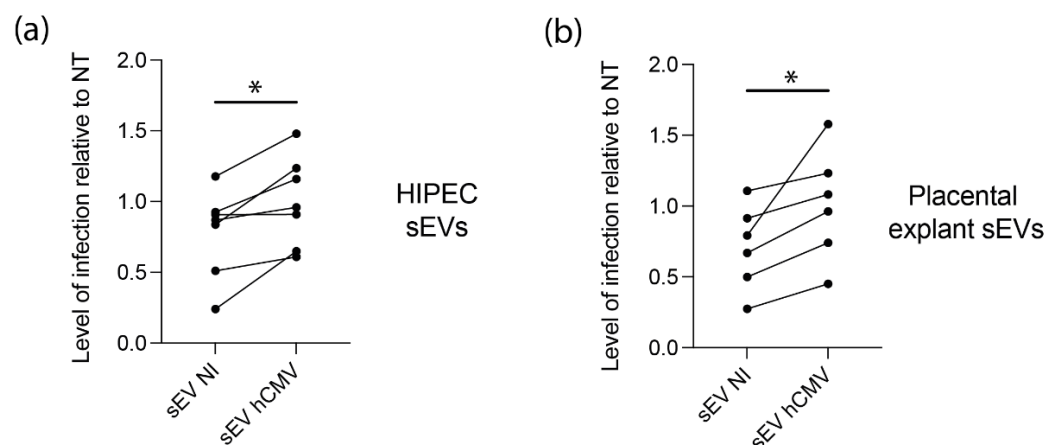 (a)
Level of infection relative to NT
2.0
1.5
1.0
0.5
0.0
*
sEV NI
sEV hCMV
HIPEC
sEVs
(b)
Level of infection relative to NT
2.0
1.5
1.0
0.5
0.0
*
sEV NI
sEV hCMV
Placental
explant sEVs